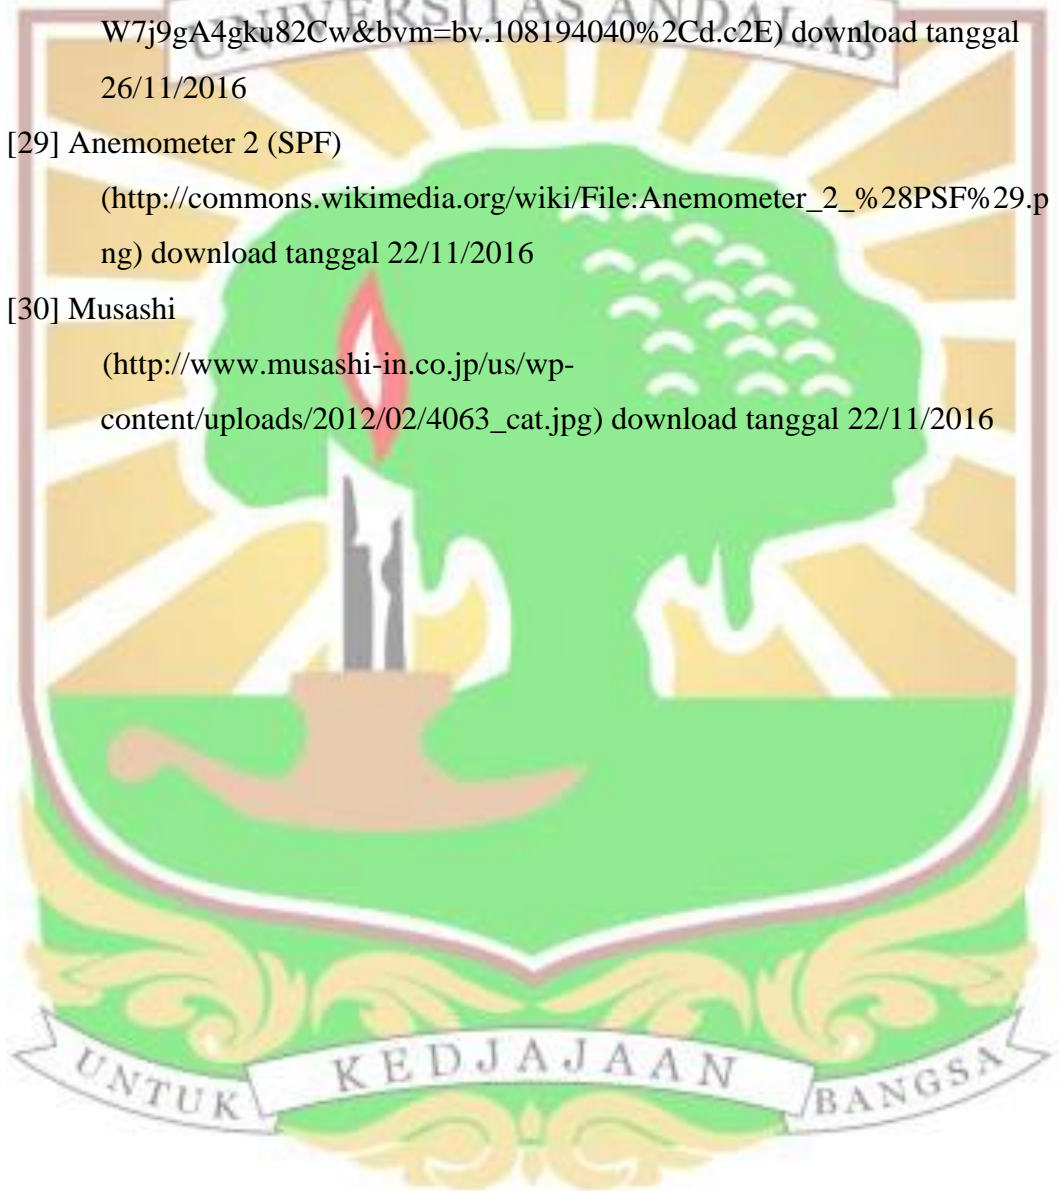 UNIVERSITAS ANDALAS
W7j9gA4gku82Cw&bvm=bv.108194040%2Cd.c2E) download tanggal
26/11/2016
[29] Anemometer 2 (SPF)
(http://commons.wikimedia.org/wiki/File:Anemometer_2_%28PSF%29.p
ng) download tanggal 22/11/2016
[30] Musashi
(http://www.musashi-in.co.jp/us/wp-
content/uploads/2012/02/4063_cat.jpg) download tanggal 22/11/2016
UNTUK KEDJAJAAN BANGSA